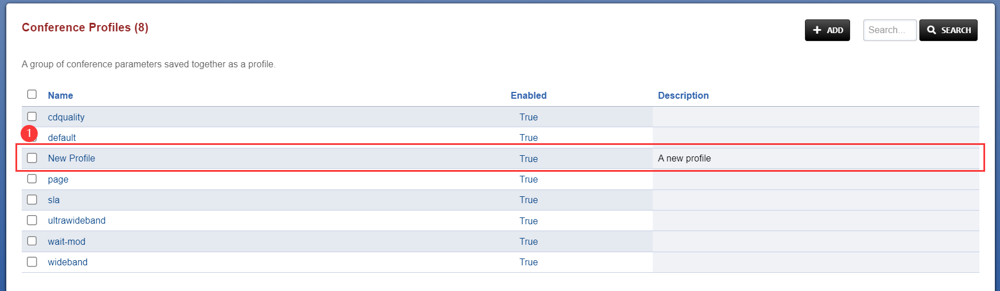 Conference Profiles (8)
ADD
Search...
SEARCH
A group of conference parameters saved together as a profile.
Name Enabled Description
cdquality True
1
default True
New Profile True A new profile
page True
sla True
ultrawideband True
wait-mod True
wideband True